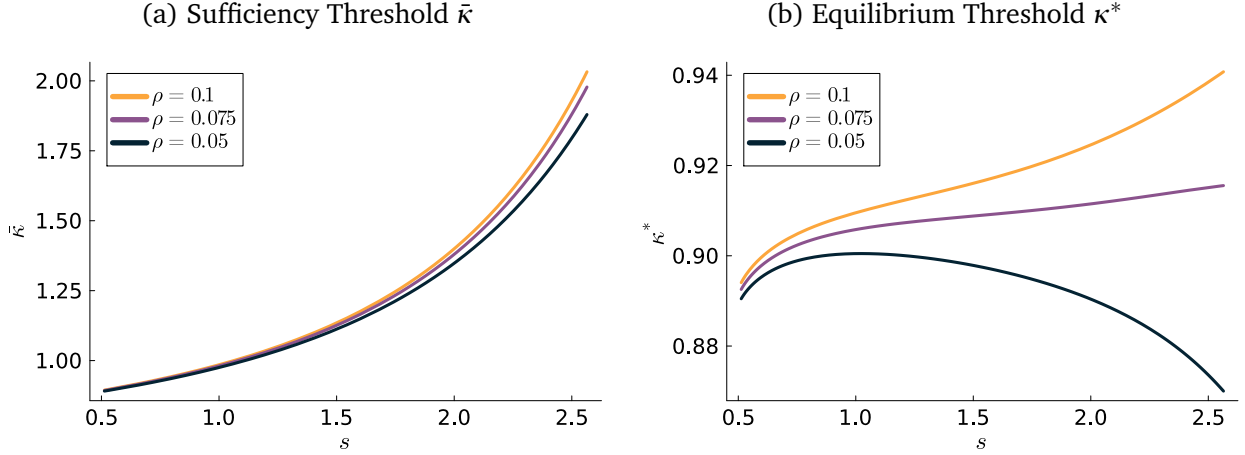 (a) Sufficiency Threshold κ̄
2.00
1.75
1.50
1.25
1.00
κ̄
ρ = 0.1
ρ = 0.075
ρ = 0.05
0.5 1.0 1.5 2.0 2.5
s
(b) Equilibrium Threshold κ*
0.94
0.92
0.90
0.88
κ*
ρ = 0.1
ρ = 0.075
ρ = 0.05
0.5 1.0 1.5 2.0 2.5
s